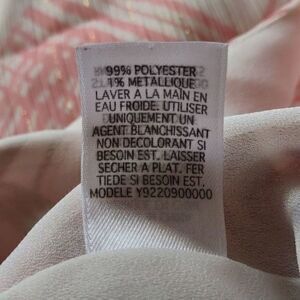 99% POLYESTER
1% METALLIQUE
LAVER A LA MAIN EN
EAU FROIDE. UTILISER
UNIQUEMENT UN
AGENT BLANCHISSANT
NON DECOLORANT SI
BESOIN EST. LAISSER
SECHER A PLAT. FER
TIEDE SI BESOIN EST.
MODELE Y9220900000